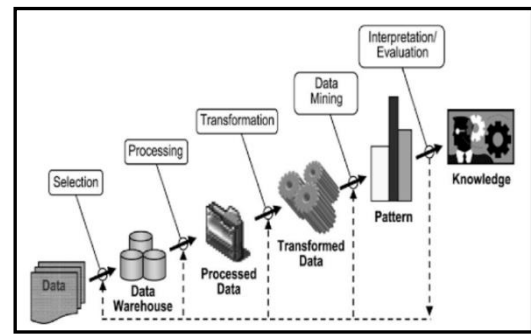 Interpretation/
Evaluation
Data
Mining
Transformation
Processing
Selection
Knowledge
Pattern
Transformed
Data
Processed
Data
Data
Warehouse
Data